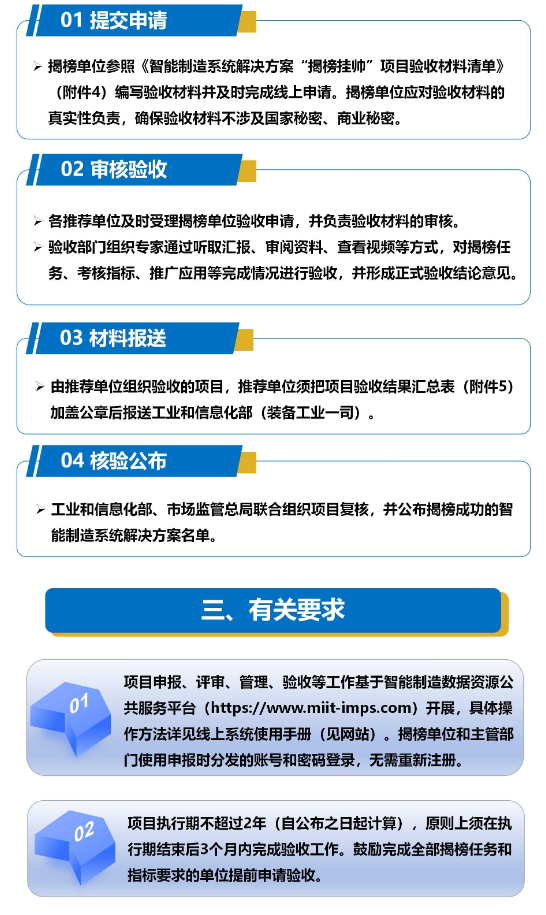 01 提交申请
揭榜单位参照《智能制造系统解决方案“揭榜挂帅”项目验收材料清单》
（附件4）编写验收材料并及时完成线上申请。揭榜单位应对验收材料的
真实性负责，确保验收材料不涉及国家秘密、商业秘密。
02 审核验收
各推荐单位及时受理揭榜单位验收申请，并负责验收材料的审核。
验收部门组织专家通过听取汇报、审阅资料、查看视频等方式，对揭榜任
务、考核指标、推广应用等完成情况进行验收，并形成正式验收结论意见。
03 材料报送
由推荐单位组织验收的项目，推荐单位须把项目验收结果汇总表（附件5）
加盖公章后报送工业和信息化部（装备工业一司）。
04 核验公布
工业和信息化部、市场监管总局联合组织项目复核，并公布揭榜成功的智
能制造系统解决方案名单。
三、有关要求
01
项目申报、评审、管理、验收等工作基于智能制造数据资源公
共服务平台（https://www.miit-imps.com）开展，具体操
作方法详见线上系统使用手册（见网站）。揭榜单位和主管部
门使用申报时分发的账号和密码登录，无需重新注册。
02
项目执行期不超过2年（自公布之日起计算），原则上须在执
行期结束后3个月内完成验收工作。鼓励完成全部揭榜任务和
指标要求的单位提前申请验收。